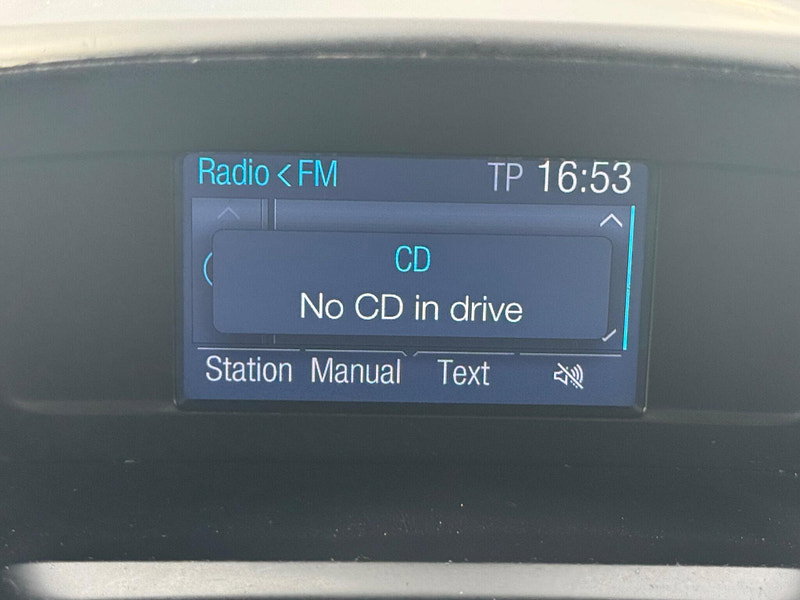 Radio < FM TP 16:53
CD
No CD in drive
Station Manual Text